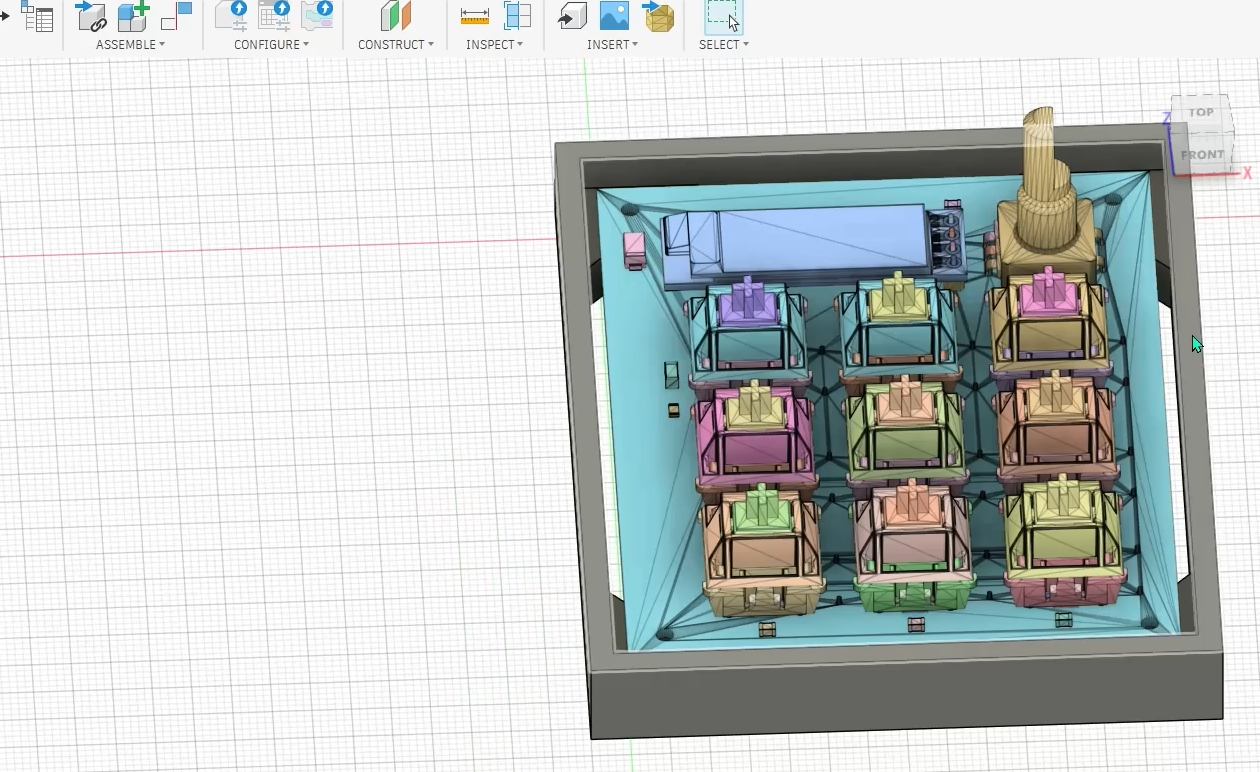 ASSEMBLE
CONFIGURE
CONSTRUCT
INSPECT
INSERT
SELECT
TOP
Z
FRONT
X